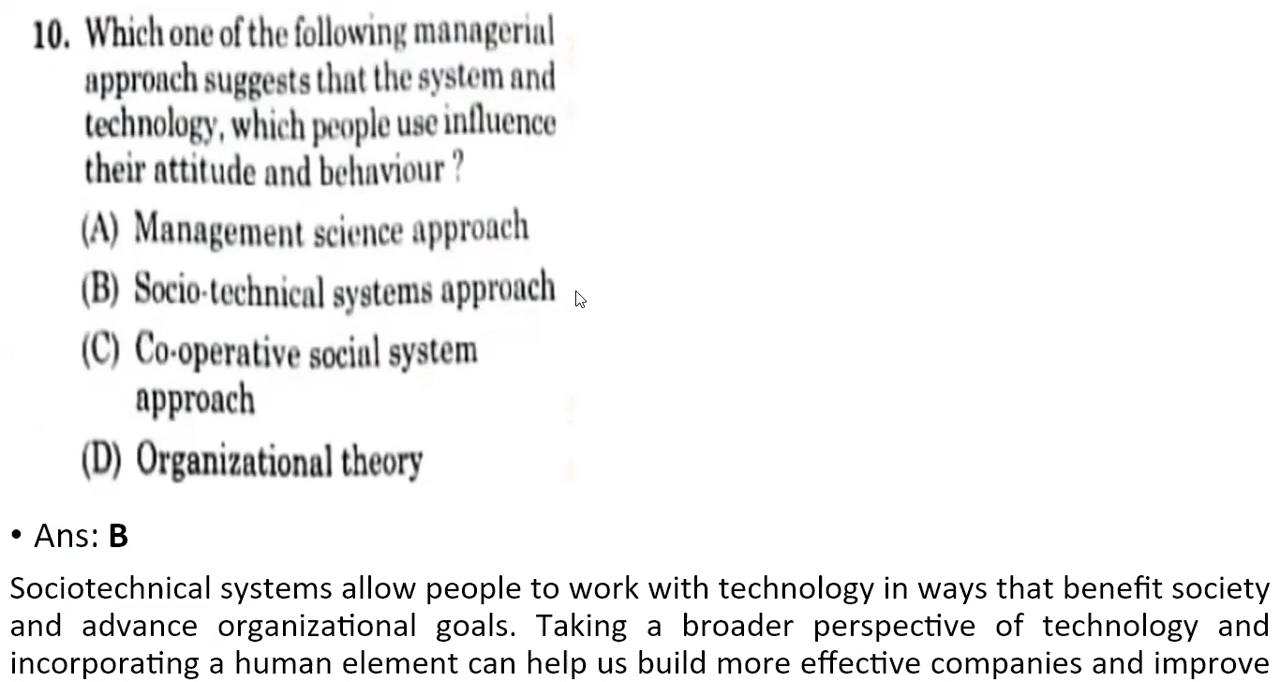 10. Which one of the following managerial
approach suggests that the system and
technology, which people use influence
their attitude and behaviour ?
(A) Management science approach
(B) Socio-technical systems approach
(C) Co-operative social system
approach
(D) Organizational theory
• Ans: B
Sociotechnical systems allow people to work with technology in ways that benefit society
and advance organizational goals. Taking a broader perspective of technology and
incorporating a human element can help us build more effective companies and improve